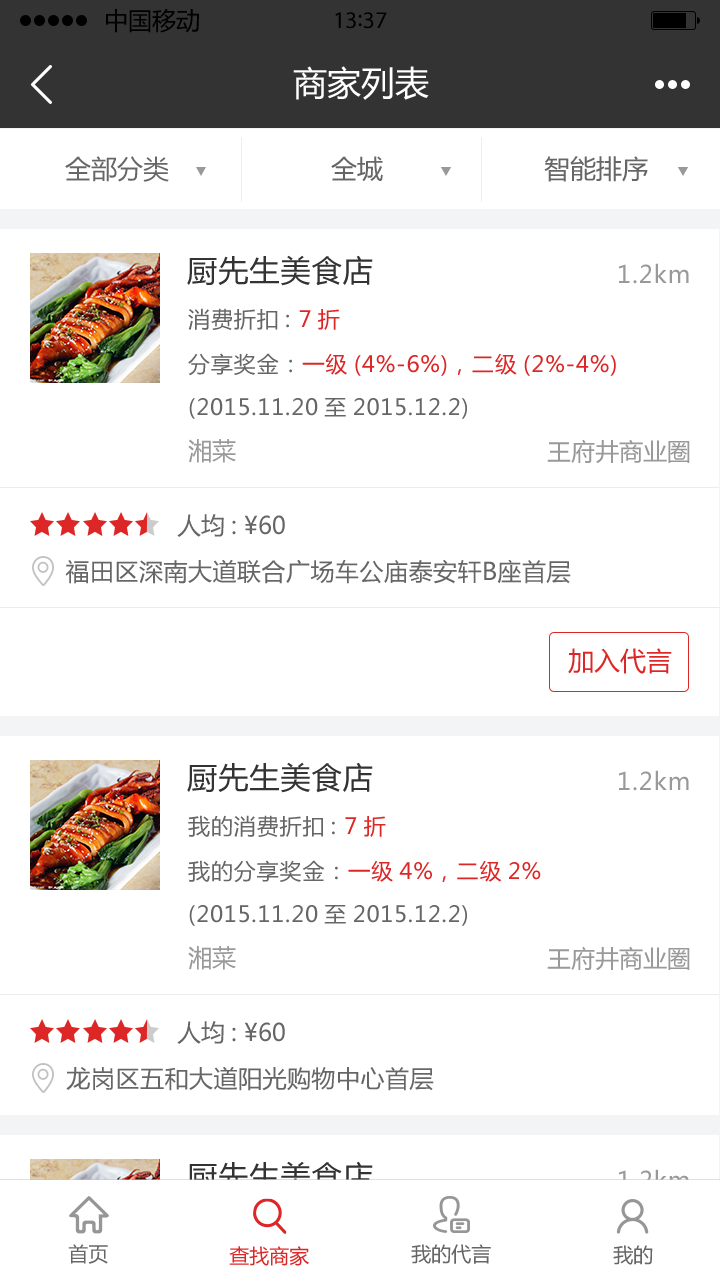 中国移动 13:37
商家列表
全部分类 全城 智能排序
厨先生美食店 1.2km
消费折扣 : 7 折
分享奖金 : 一级 (4%-6%) , 二级 (2%-4%)
(2015.11.20 至 2015.12.2)
湘菜 王府井商业圈
人均 : ¥60
福田区深南大道联合广场车公庙泰安轩B座首层
加入代言
厨先生美食店 1.2km
我的消费折扣 : 7 折
我的分享奖金 : 一级 4% , 二级 2%
(2015.11.20 至 2015.12.2)
湘菜 王府井商业圈
人均 : ¥60
龙岗区五和大道阳光购物中心首层
厨先生美食店 1.2km
首页 查找商家 我的代言 我的